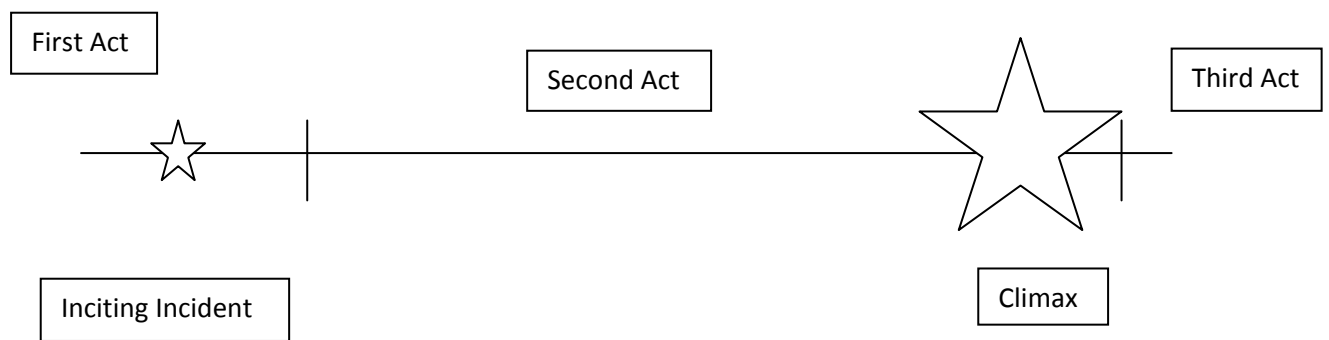 First Act
Second Act
Third Act
Inciting Incident
Climax